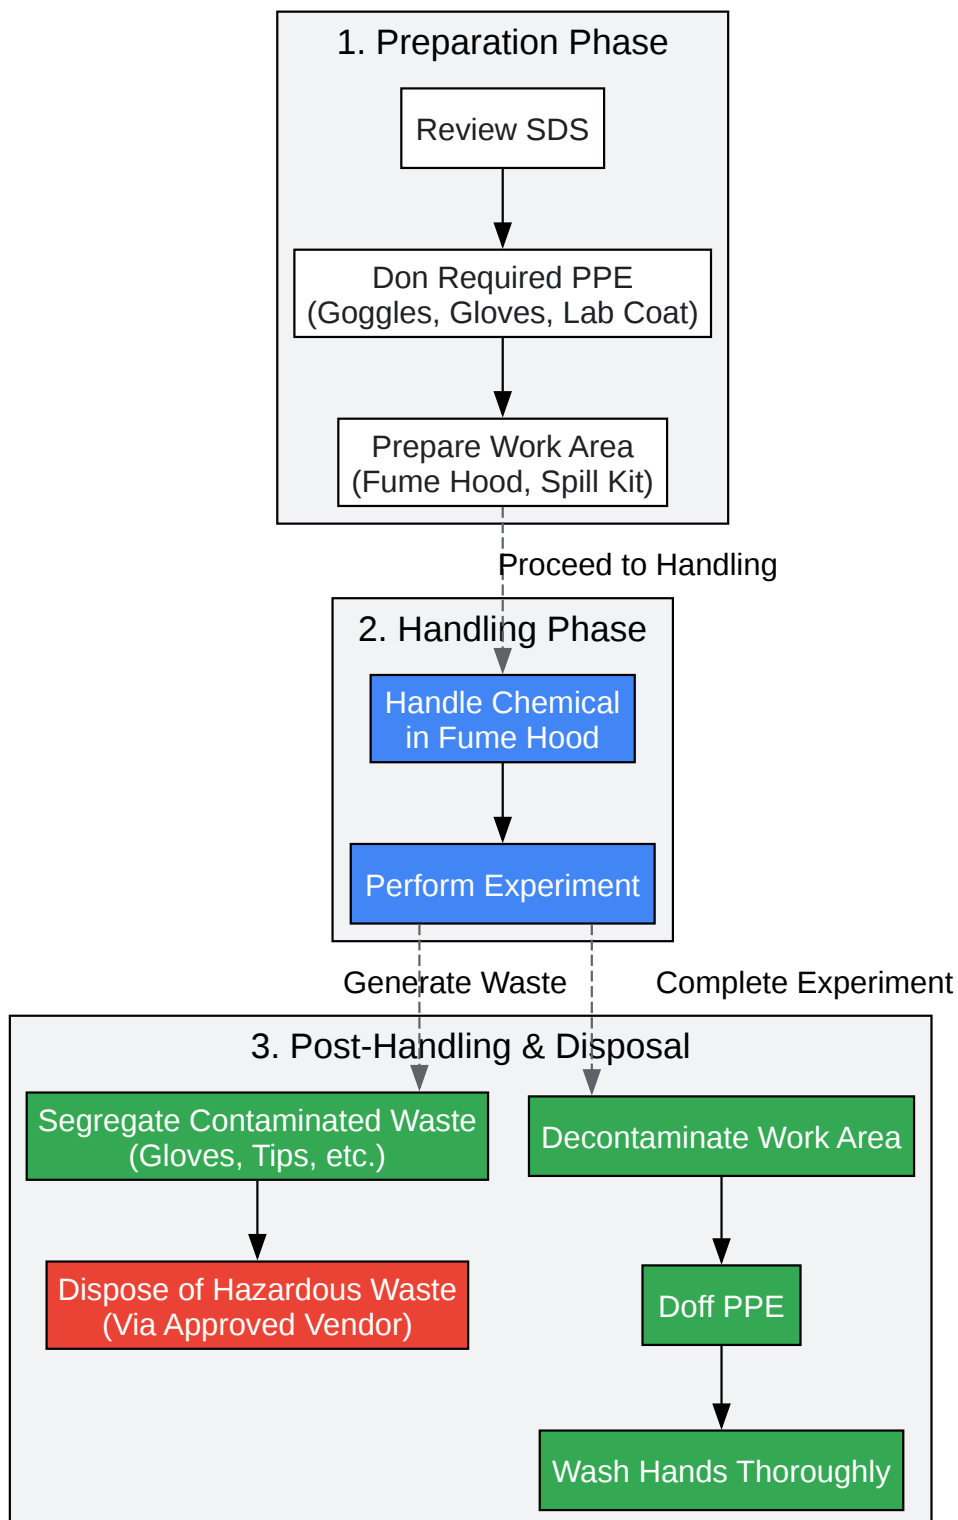 1. Preparation Phase
Review SDS
Don Required PPE
(Goggles, Gloves, Lab Coat)
Prepare Work Area
(Fume Hood, Spill Kit)
Proceed to Handling
2. Handling Phase
Handle Chemical
in Fume Hood
Perform Experiment
Generate Waste
Complete Experiment
3. Post-Handling & Disposal
Segregate Contaminated Waste
(Gloves, Tips, etc.)
Dispose of Hazardous Waste
(Via Approved Vendor)
Decontaminate Work Area
Doff PPE
Wash Hands Thoroughly